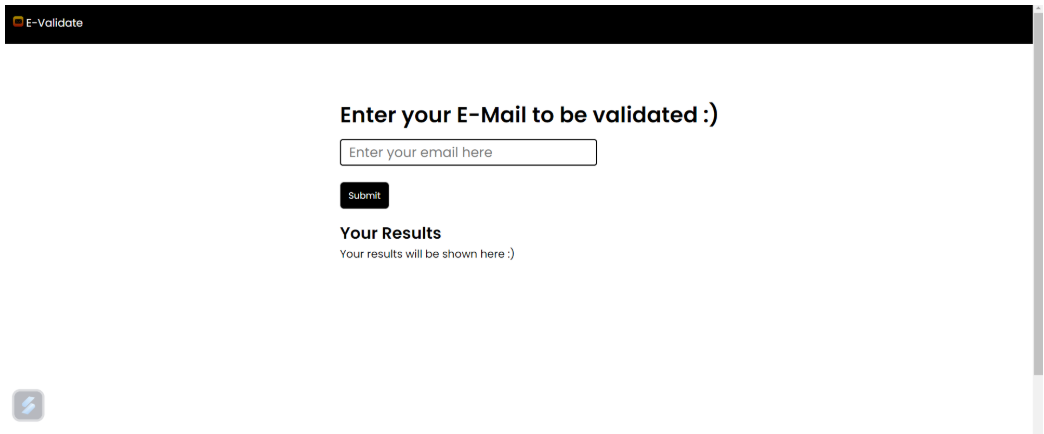 E-Validate
Enter your E-Mail to be validated :)
Enter your email here
Submit
Your Results
Your results will be shown here :)